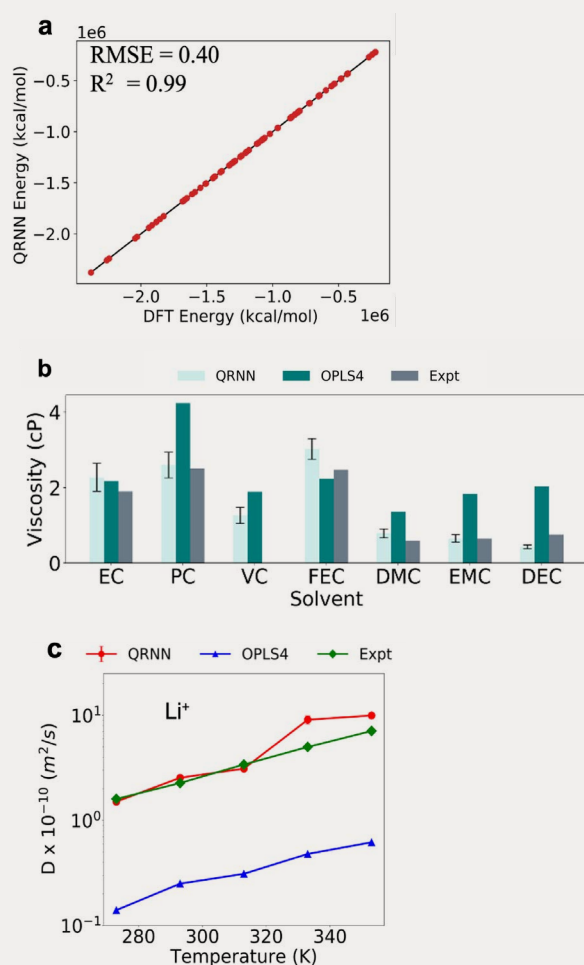 a
1e6
RMSE = 0.40
R² = 0.99
QRNN Energy (kcal/mol)
−0.5
−1.0
−1.5
−2.0
−2.0 −1.5 −1.0 −0.5
DFT Energy (kcal/mol) 1e6
b
QRNN OPLS4 Expt
Viscosity (cP)
4
2
0
EC PC VC FEC DMC EMC DEC
Solvent
c
QRNN OPLS4 Expt
Li⁺
D x 10⁻¹⁰ (m²/s)
10¹
10⁰
10⁻¹
280 300 320 340
Temperature (K)